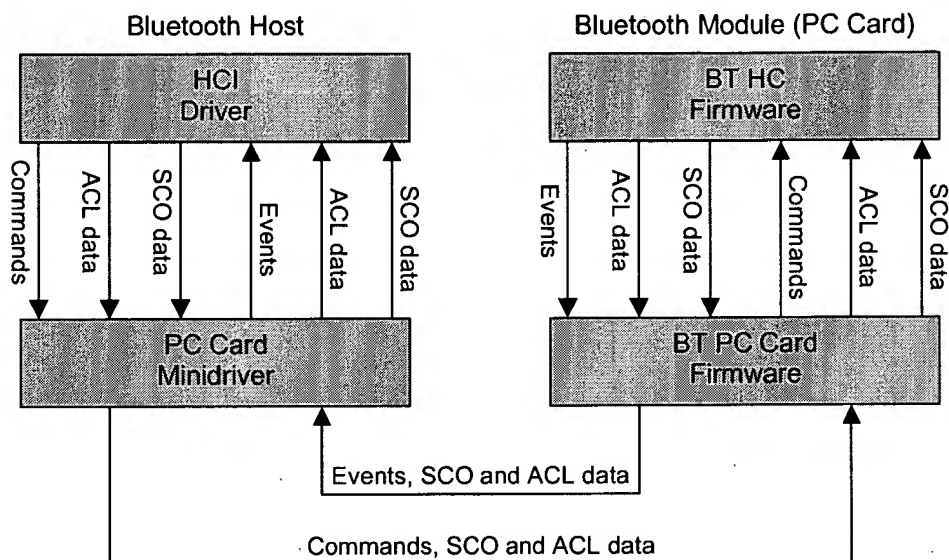 Bluetooth Host
Bluetooth Module (PC Card)
HCI
Driver
BT HC
Firmware
Commands
ACL data
SCO data
Events
ACL data
SCO data
Events
ACL data
SCO data
Commands
ACL data
SCO data
PC Card
Minidriver
BT PC Card
Firmware
Events, SCO and ACL data
Commands, SCO and ACL data